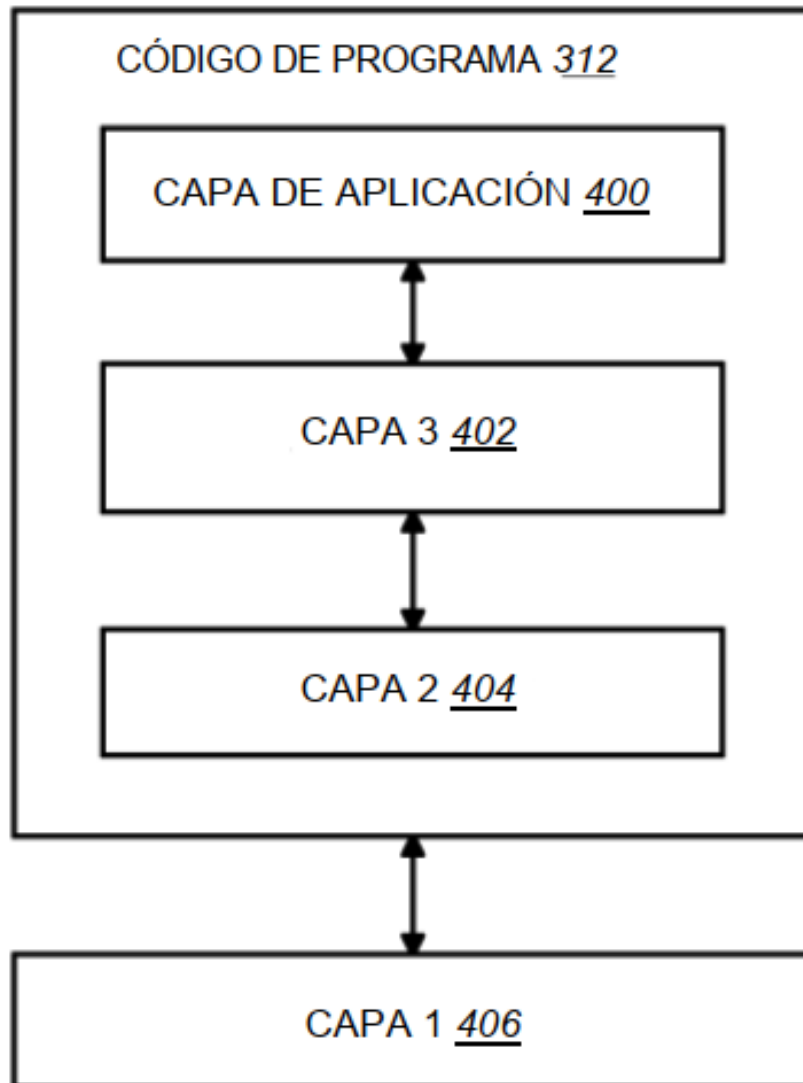 CÓDIGO DE PROGRAMA 312
CAPA DE APLICACIÓN 400
CAPA 3 402
CAPA 2 404
CAPA 1 406